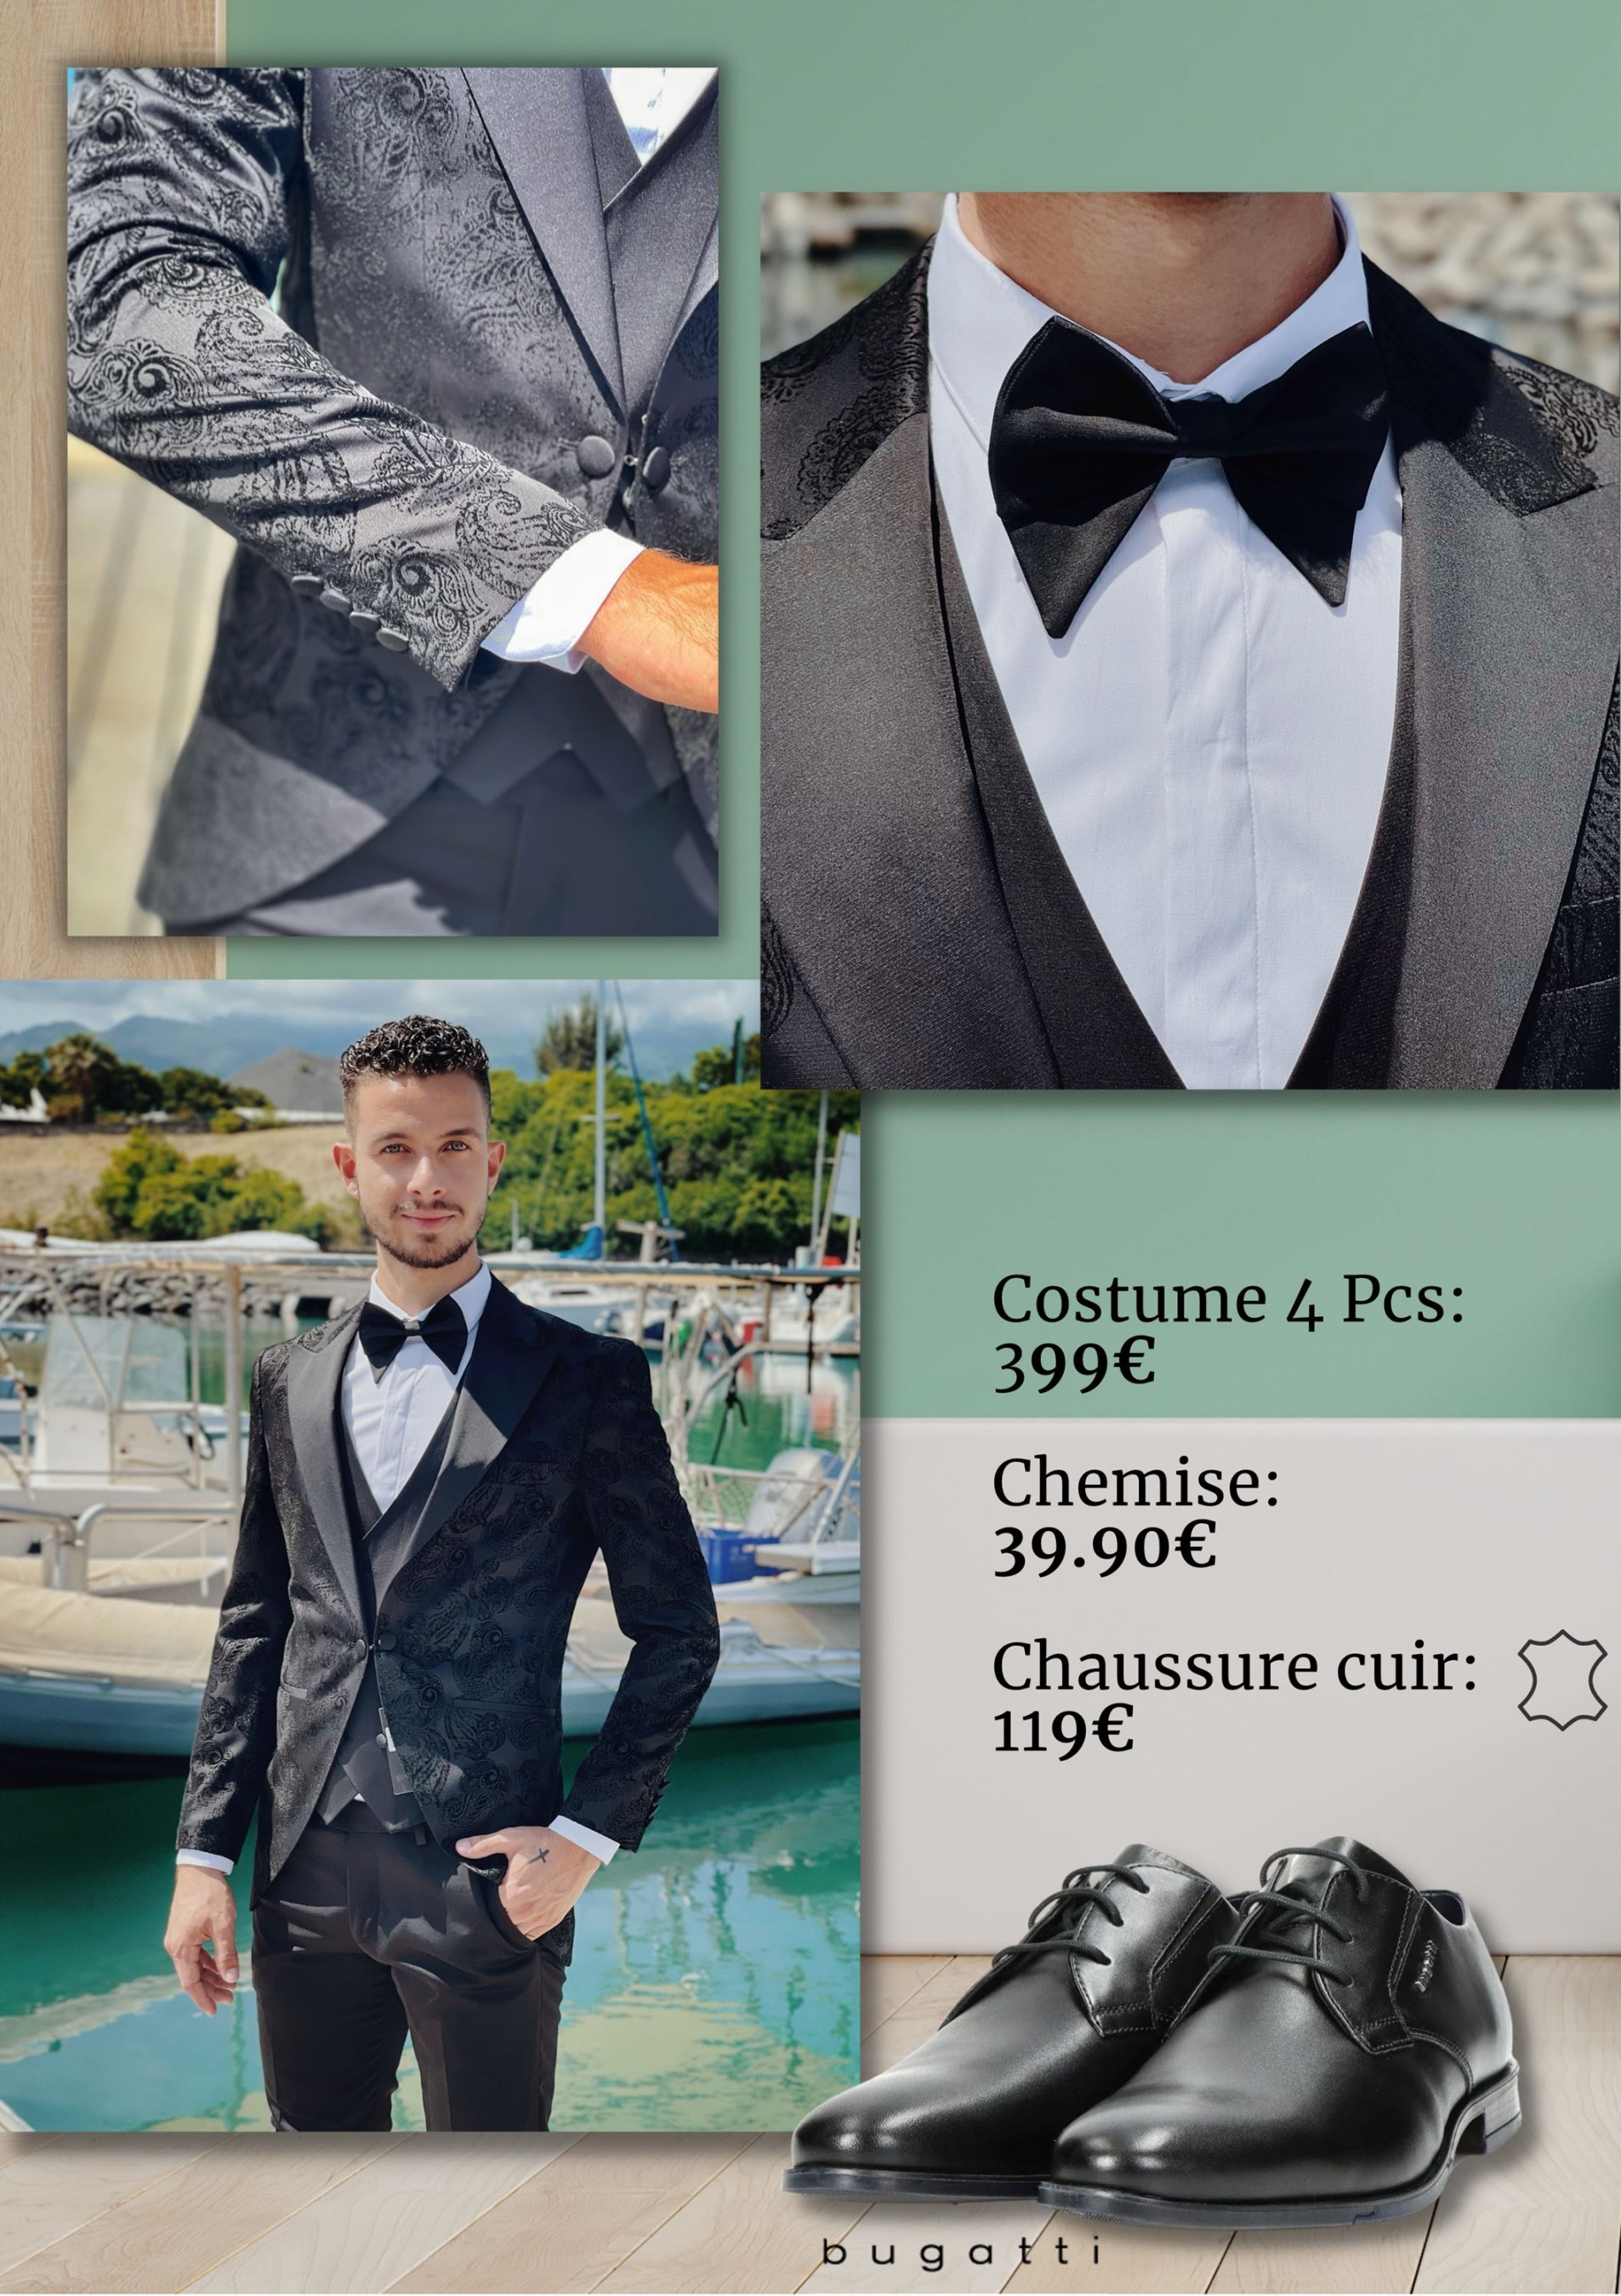 Costume 4 Pcs:
399€
Chemise:
39.90€
Chaussure cuir:
119€
bugatti